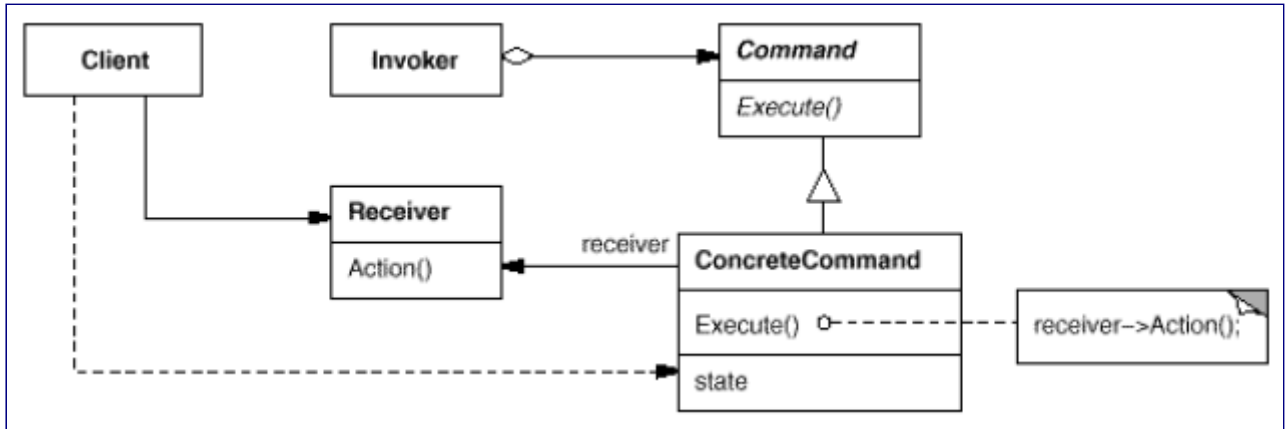 Client
Invoker
Command
Execute()
Receiver
Action()
receiver
ConcreteCommand
Execute()
receiver–>Action();
state